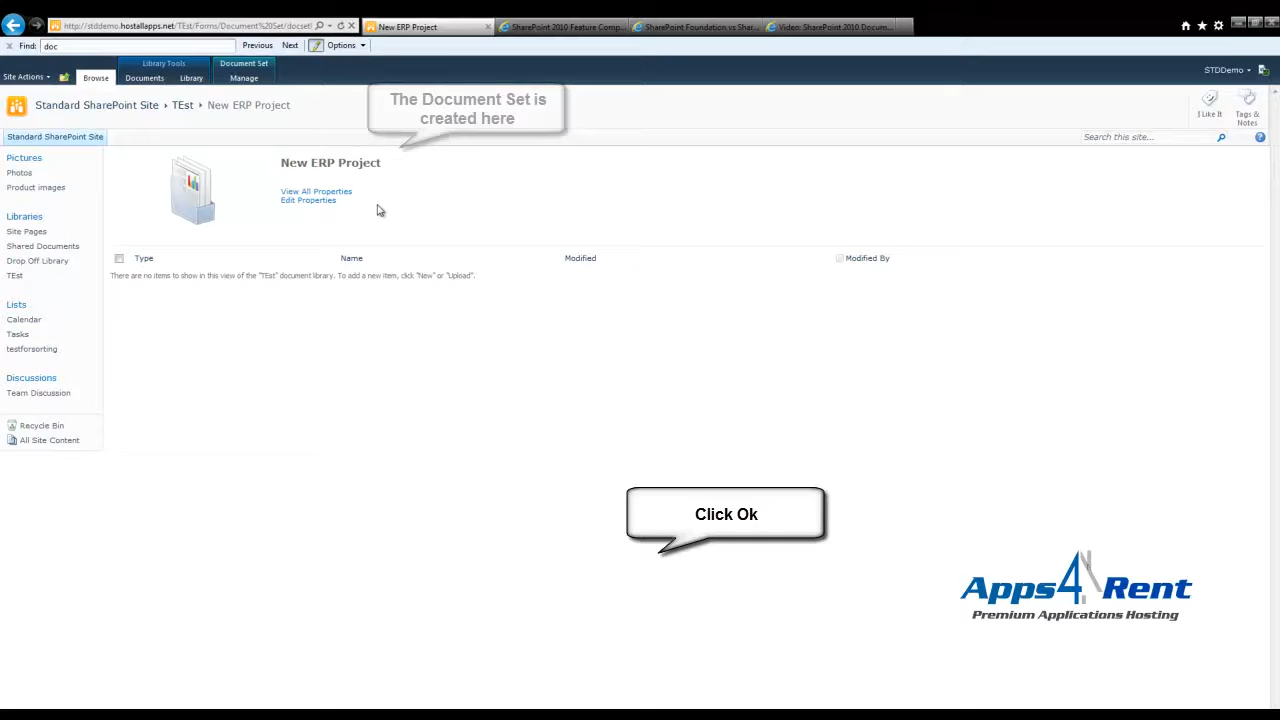 http://stddemo.hostallapps.net/TEst/Forms/Document%20Set/docset
New ERP Project
SharePoint 2010 Feature Comp...
SharePoint Foundation vs Shar...
Video: SharePoint 2010 Docum...
Find: doc
Previous
Next
Options
Site Actions
Browse
Library Tools
Documents
Library
Document Set
Manage
STDDemo
The Document Set is
created here
Standard SharePoint Site
TEst
New ERP Project
I Like It
Tags &
Notes
Standard SharePoint Site
Search this site...
Pictures
Photos
Product images
Libraries
Site Pages
Shared Documents
Drop Off Library
TEst
Lists
Calendar
Tasks
testforsorting
Discussions
Team Discussion
Recycle Bin
All Site Content
New ERP Project
View All Properties
Edit Properties
Type
Name
Modified
Modified By
There are no items to show in this view of the "TEst" document library. To add a new item, click "New" or "Upload".
Click Ok
Apps4Rent
Premium Applications Hosting